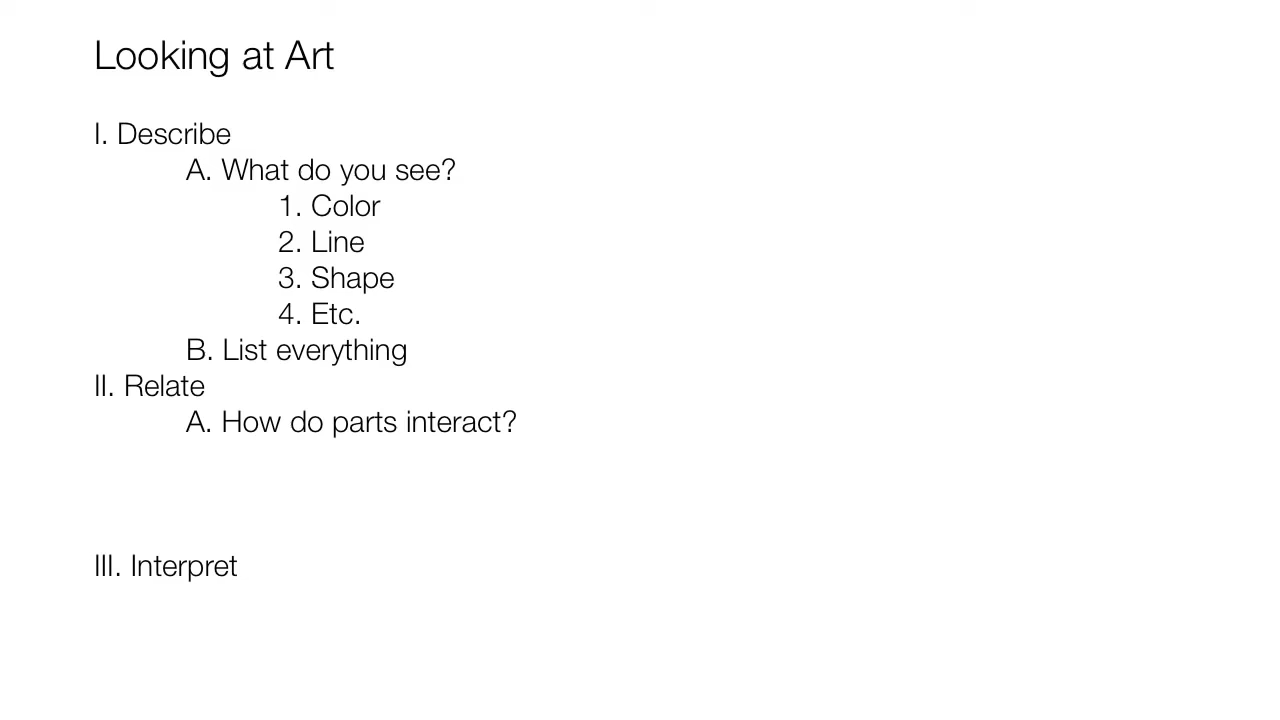 Looking at Art
I. Describe
A. What do you see?
1. Color
2. Line
3. Shape
4. Etc.
B. List everything
II. Relate
A. How do parts interact?
III. Interpret